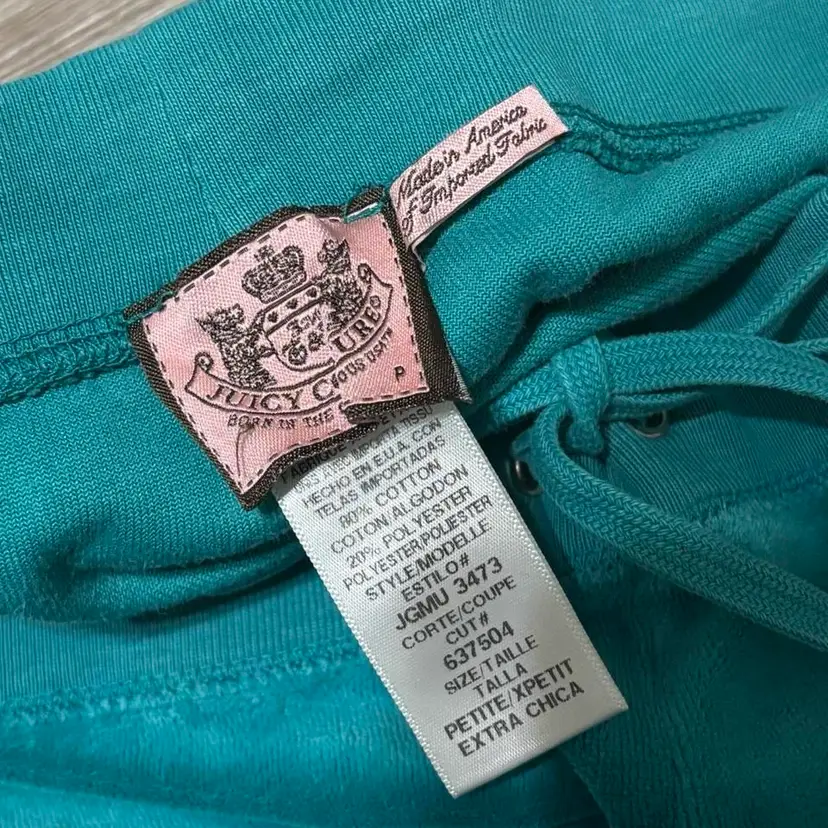 Made in America
of Imported Fabric
JUICY COUTURE
BORN IN THE
P
HECHO EN E.U.A. CON
TELAS IMPORTADAS
80% COTTON
COTON/ALGODON
20% POLYESTER
POLYESTER/POLIESTER
STYLE/MODELLE
ESTILO#
JGMU 3473
CORTE/COUPE
CUT#
637504
SIZE/TAILLE
TALLA
PETITE/XPETIT
EXTRA CHICA